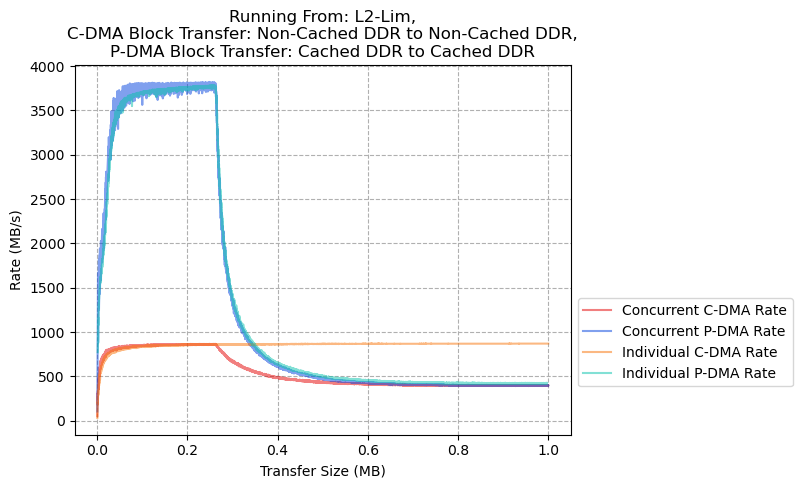 Running From: L2-Lim,
C-DMA Block Transfer: Non-Cached DDR to Non-Cached DDR,
P-DMA Block Transfer: Cached DDR to Cached DDR
4000
3500
3000
2500
2000
1500
1000
500
0
Rate (MB/s)
0.0 0.2 0.4 0.6 0.8 1.0
Transfer Size (MB)
Concurrent C-DMA Rate
Concurrent P-DMA Rate
Individual C-DMA Rate
Individual P-DMA Rate